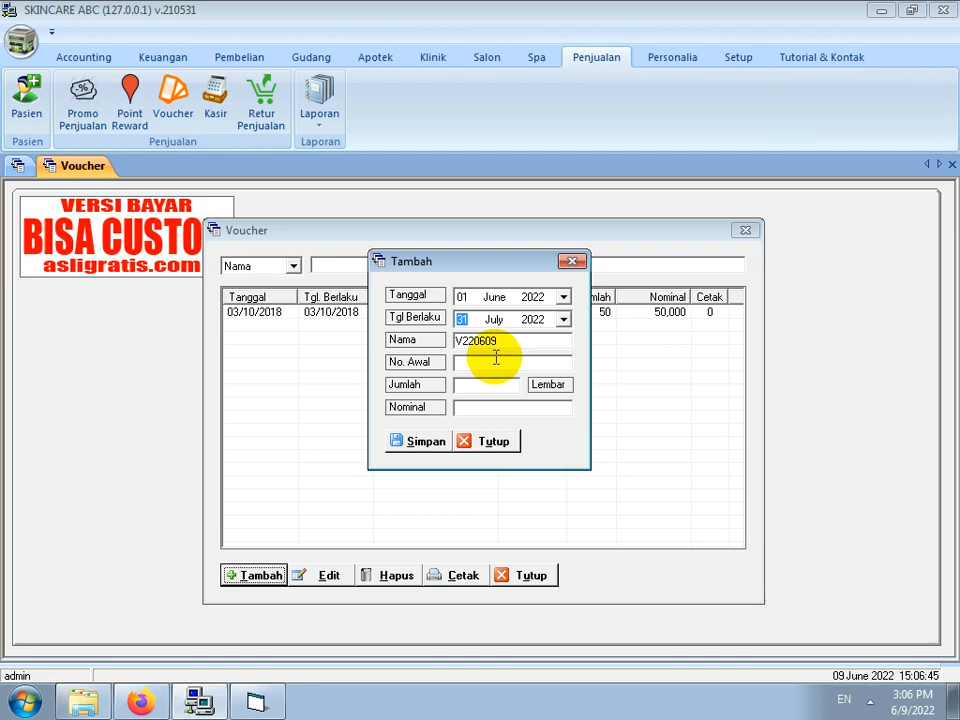 SKINCARE ABC (127.0.0.1) v.210531
Accounting Keuangan Pembelian Gudang Apotek Klinik Salon Spa Penjualan Personalia Setup Tutorial & Kontak
Pasien
Promo Penjualan
Point Reward
Voucher
Kasir
Retur Penjualan
Laporan
Pasien Penjualan Laporan
Voucher
VERSI BAYAR
BISA CUSTO
asligratis.com
Voucher
Nama
Tanggal Tgl. Berlaku Nominal Cetak
03/10/2018 03/10/2018 50 50,000 0
Tambah
Tanggal 01 June 2022
Tgl Berlaku 31 July 2022
Nama V220609
No. Awal
Jumlah Lembar
Nominal
Simpan Tutup
Tambah Edit Hapus Cetak Tutup
admin 09 June 2022 15:06:45
EN 3:06 PM
6/9/2022